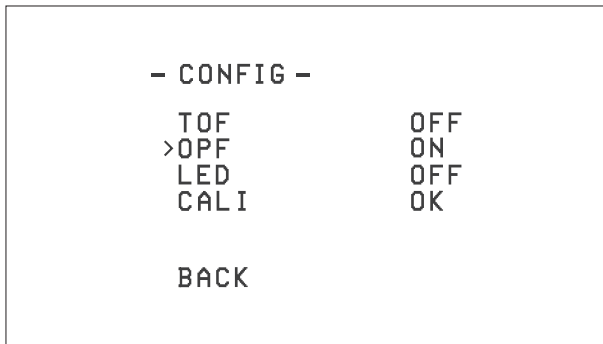 - CONFIG -
TOF OFF
>OPF ON
LED OFF
CALI OK
BACK